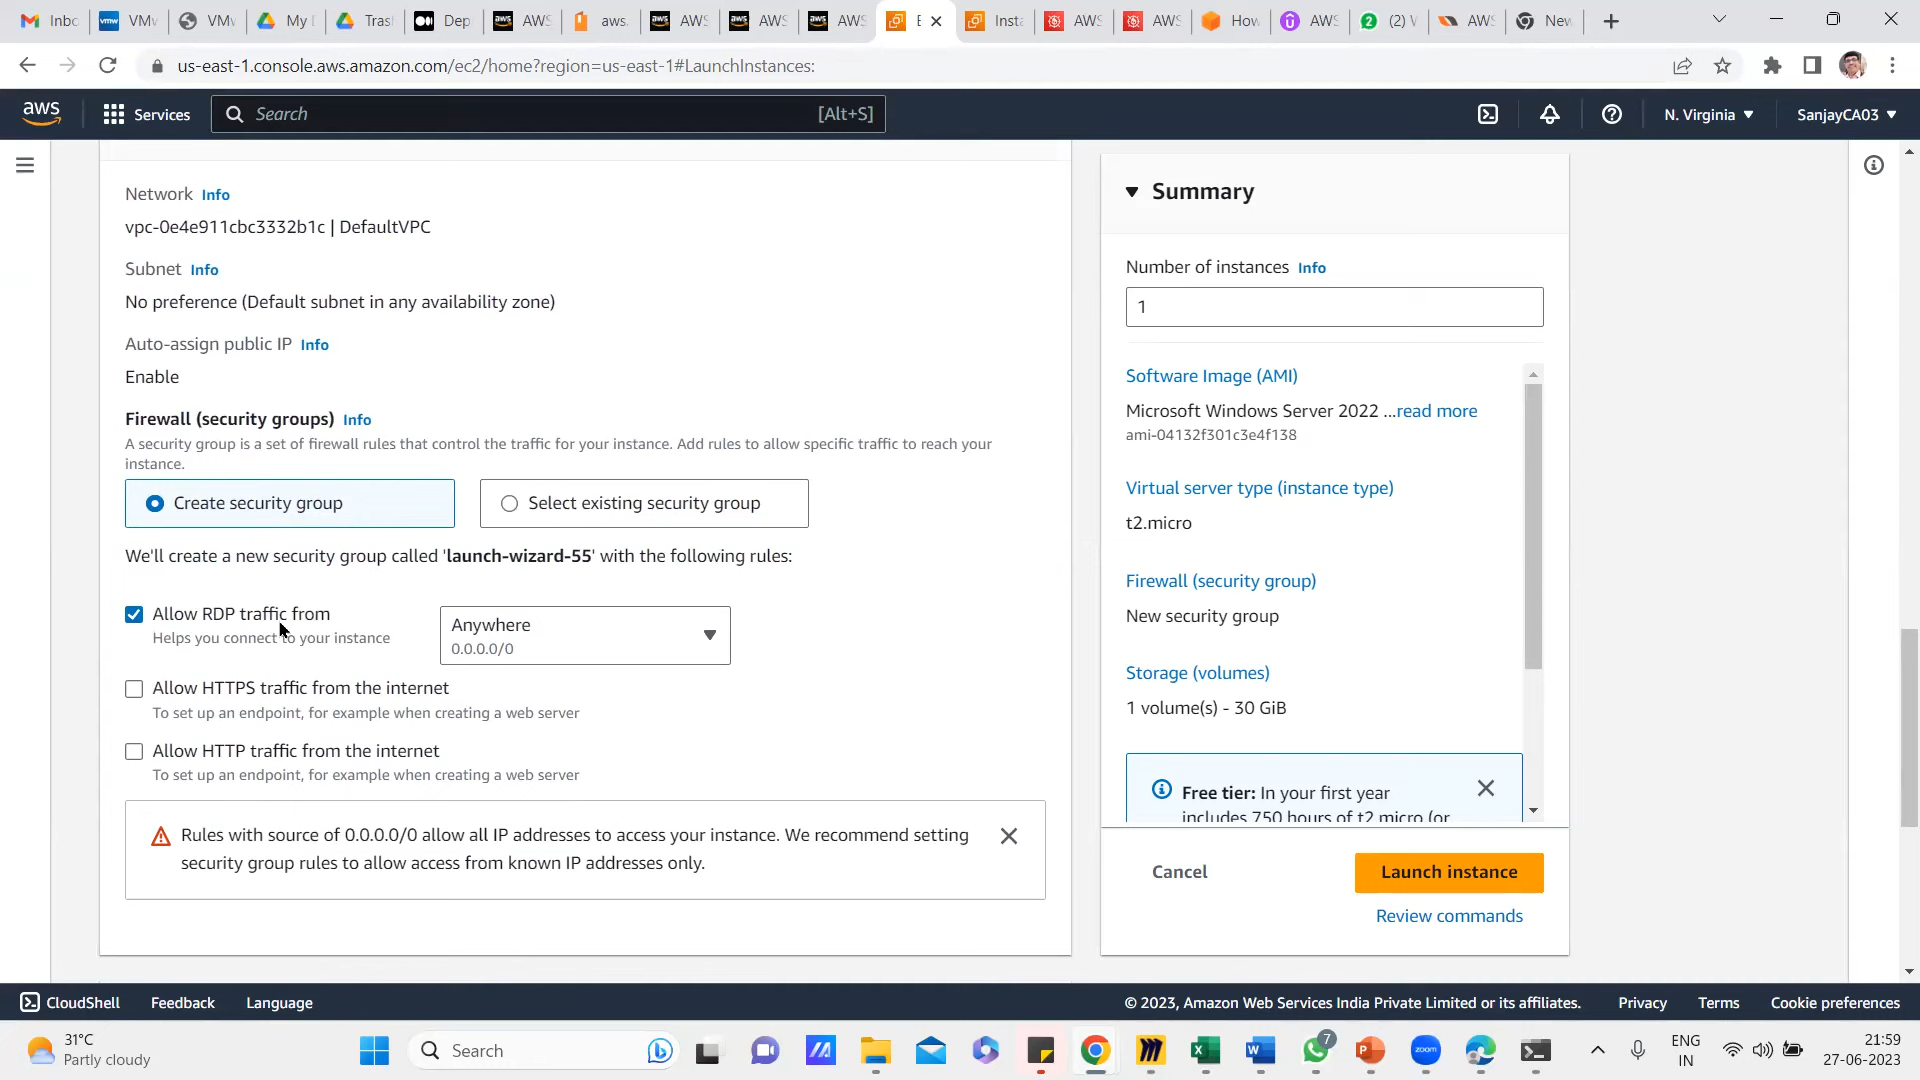 Inbo
VMw
VMw
My D
Trash
Dep
AWS
aws.
AWS
AWS
AWS
E
Insta
AWS
AWS
How
AWS
(2) W
AWS
New
us-east-1.console.aws.amazon.com/ec2/home?region=us-east-1#LaunchInstances:
aws
Services
Search
[Alt+S]
N. Virginia
SanjayCA03
Network Info
vpc-0e4e911cbc3332b1c | DefaultVPC
Subnet Info
No preference (Default subnet in any availability zone)
Auto-assign public IP Info
Enable
Firewall (security groups) Info
A security group is a set of firewall rules that control the traffic for your instance. Add rules to allow specific traffic to reach your
instance.
Create security group
Select existing security group
We'll create a new security group called 'launch-wizard-55' with the following rules:
Allow RDP traffic from
Helps you connect to your instance
Anywhere
0.0.0.0/0
Allow HTTPS traffic from the internet
To set up an endpoint, for example when creating a web server
Allow HTTP traffic from the internet
To set up an endpoint, for example when creating a web server
Rules with source of 0.0.0.0/0 allow all IP addresses to access your instance. We recommend setting
security group rules to allow access from known IP addresses only.
Summary
Number of instances Info
1
Software Image (AMI)
Microsoft Windows Server 2022 ...read more
ami-04132f301c3e4f138
Virtual server type (instance type)
t2.micro
Firewall (security group)
New security group
Storage (volumes)
1 volume(s) - 30 GiB
Free tier: In your first year
includes 750 hours of t2.micro (or
Cancel
Launch instance
Review commands
CloudShell
Feedback
Language
© 2023, Amazon Web Services India Private Limited or its affiliates.
Privacy
Terms
Cookie preferences
31°C
Partly cloudy
Search
7
zoom
ENG
IN
21:59
27-06-2023